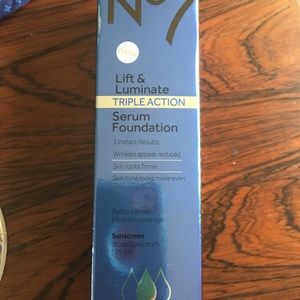 No7
new
Lift &
Luminate
TRIPLE ACTION
Serum
Foundation
3 Instant Results:
Wrinkles appear reduced
Skin looks firmer
Skin tone looks more even
Radiant finish
Medium coverage
Sunscreen
Broad Spectrum
SPF 15